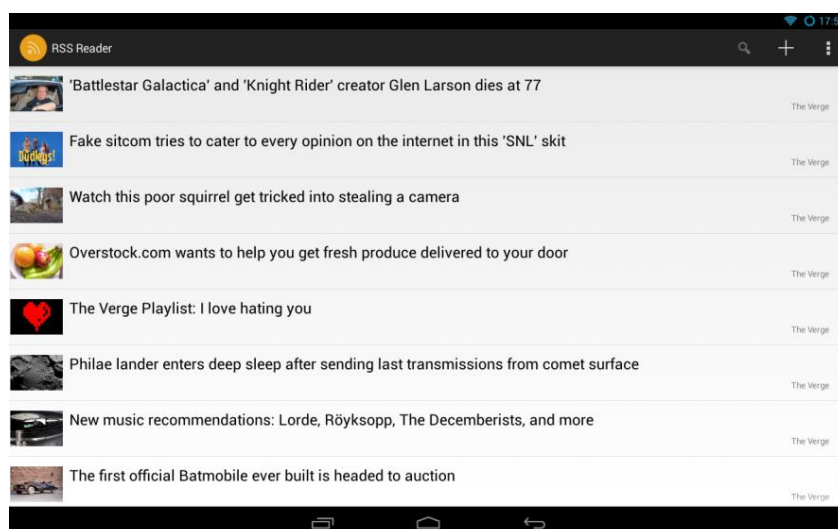 17:5
RSS Reader
'Battlestar Galactica' and 'Knight Rider' creator Glen Larson dies at 77
The Verge
Fake sitcom tries to cater to every opinion on the internet in this 'SNL' skit
The Verge
Dudleys!
Watch this poor squirrel get tricked into stealing a camera
The Verge
Overstock.com wants to help you get fresh produce delivered to your door
The Verge
The Verge Playlist: I love hating you
The Verge
Philae lander enters deep sleep after sending last transmissions from comet surface
The Verge
New music recommendations: Lorde, Röyksopp, The Decemberists, and more
The Verge
The first official Batmobile ever built is headed to auction
The Verge